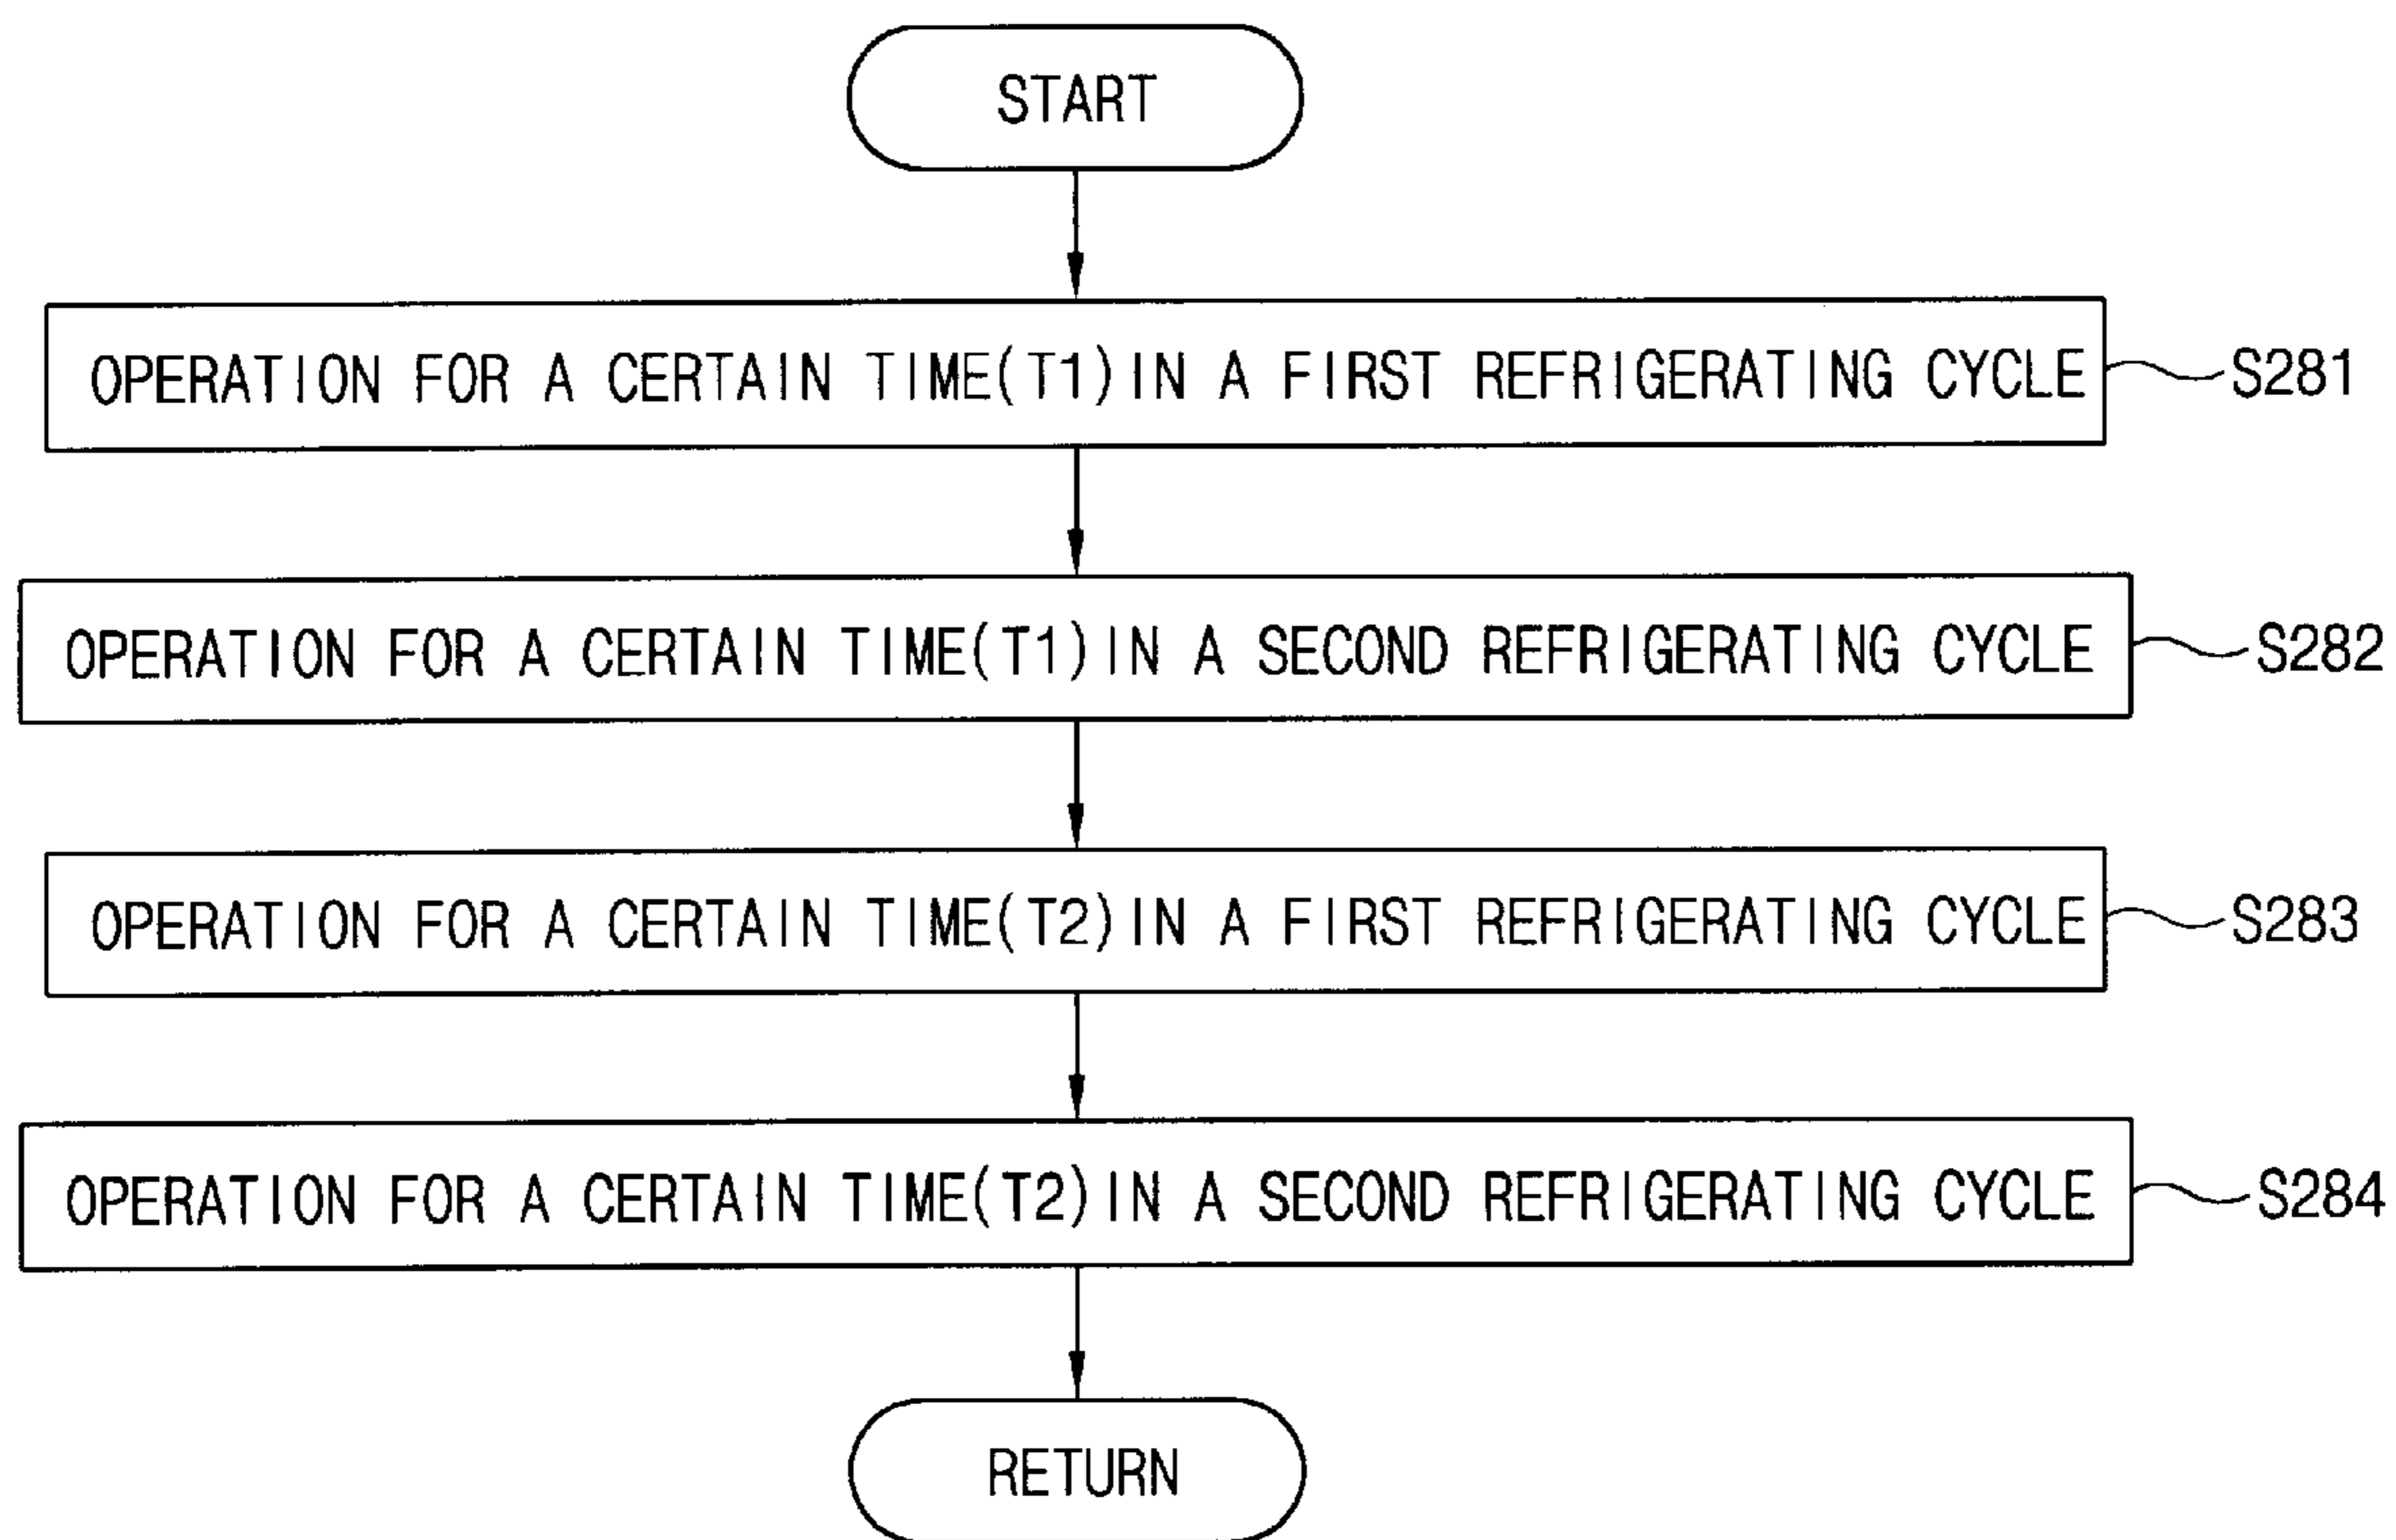 START
OPERATION FOR A CERTAIN TIME(T1)IN A FIRST REFRIGERATING CYCLE S281
OPERATION FOR A CERTAIN TIME(T1)IN A SECOND REFRIGERATING CYCLE S282
OPERATION FOR A CERTAIN TIME(T2)IN A FIRST REFRIGERATING CYCLE S283
OPERATION FOR A CERTAIN TIME(T2)IN A SECOND REFRIGERATING CYCLE S284
RETURN